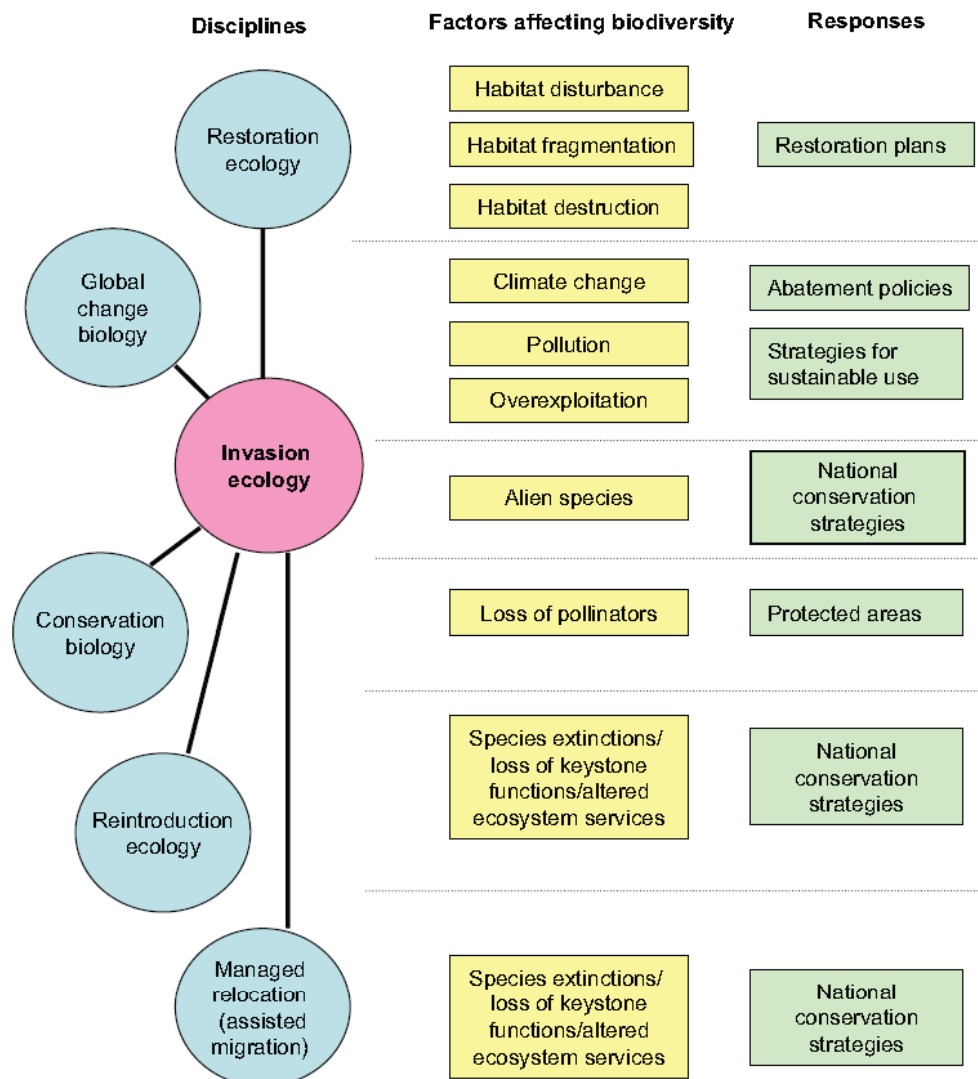 Disciplines
Factors affecting biodiversity
Responses
Restoration
ecology
Habitat disturbance
Habitat fragmentation
Habitat destruction
Restoration plans
Global
change
biology
Climate change
Pollution
Overexploitation
Abatement policies
Strategies for
sustainable use
Invasion
ecology
Alien species
National
conservation
strategies
Conservation
biology
Loss of pollinators
Protected areas
Reintroduction
ecology
Species extinctions/
loss of keystone
functions/altered
ecosystem services
National
conservation
strategies
Managed
relocation
(assisted
migration)
Species extinctions/
loss of keystone
functions/altered
ecosystem services
National
conservation
strategies